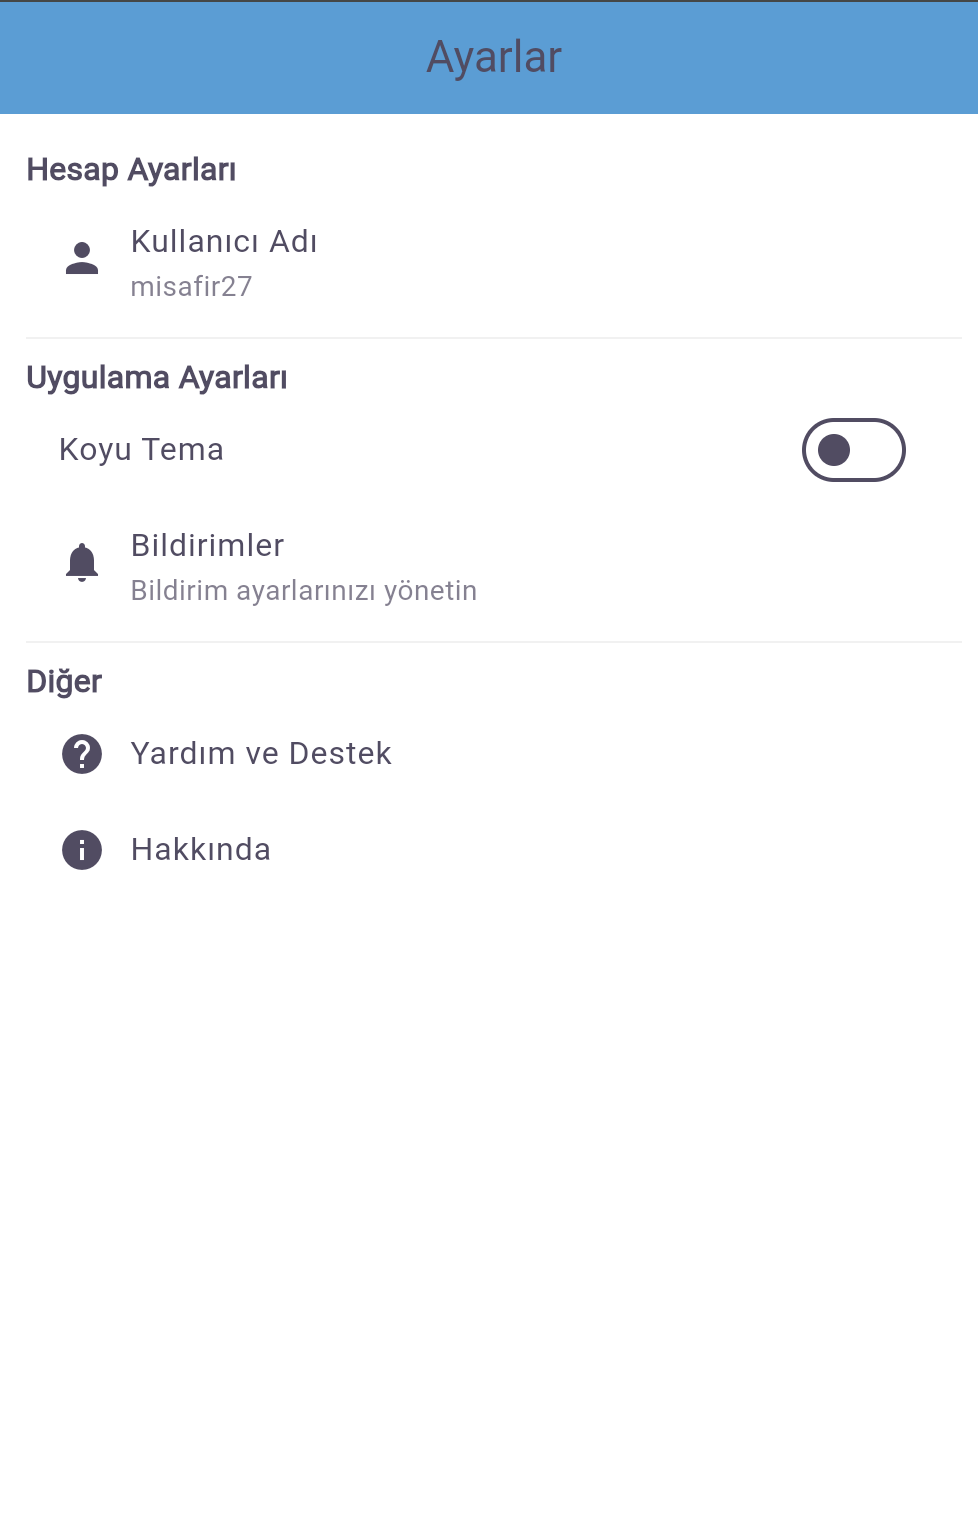 Ayarlar
Hesap Ayarları
Kullanıcı Adı
misafir27
Uygulama Ayarları
Koyu Tema
Bildirimler
Bildirim ayarlarınızı yönetin
Diğer
Yardım ve Destek
Hakkında